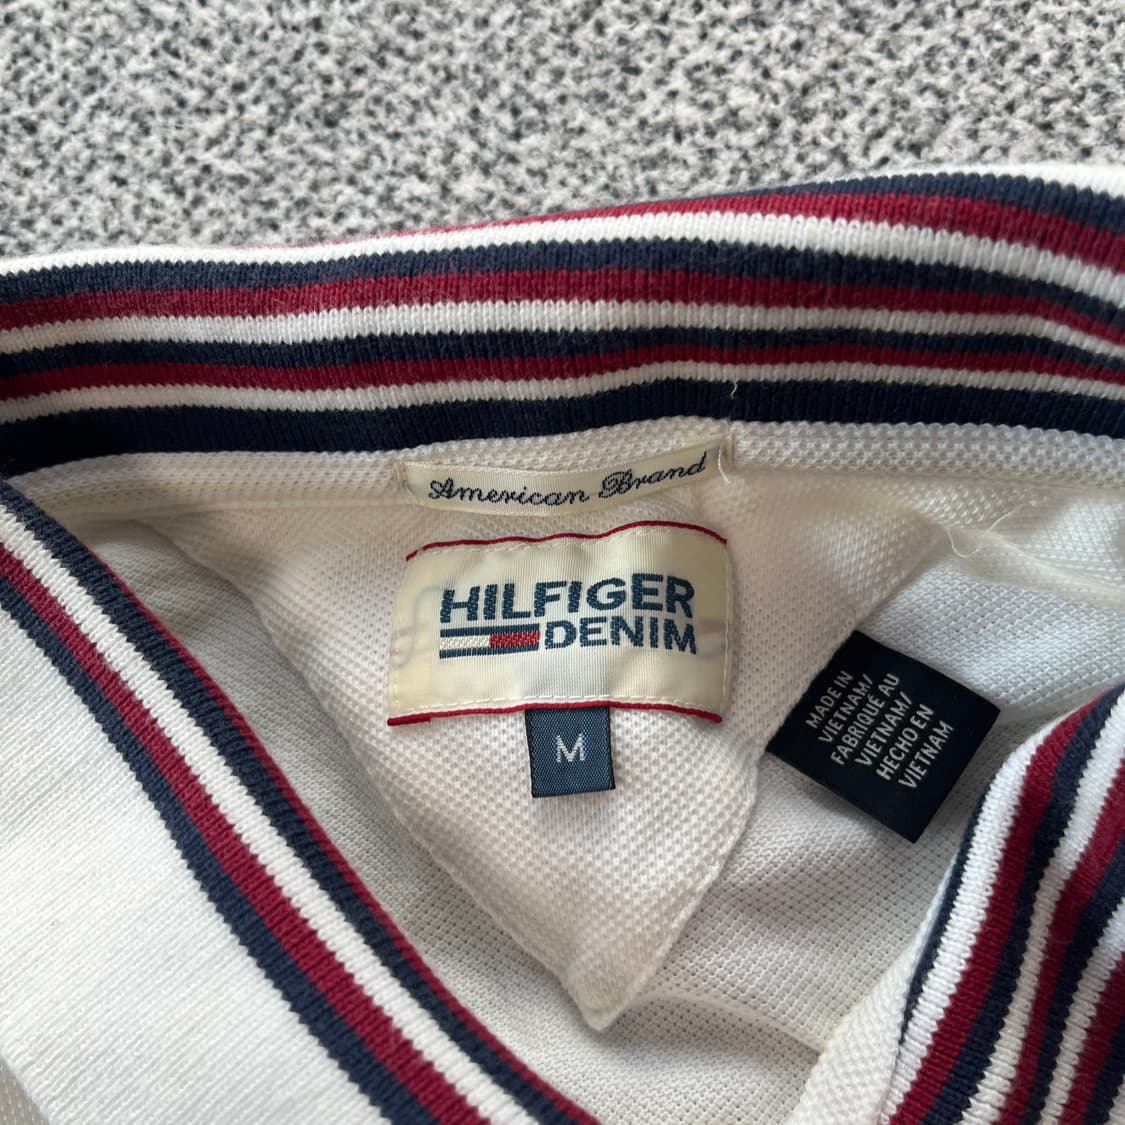 American Brand
HILFIGER
DENIM
M
MADE IN
VIETNAM/
FABRIQUÉ AU
VIETNAM/
HECHO EN
VIETNAM